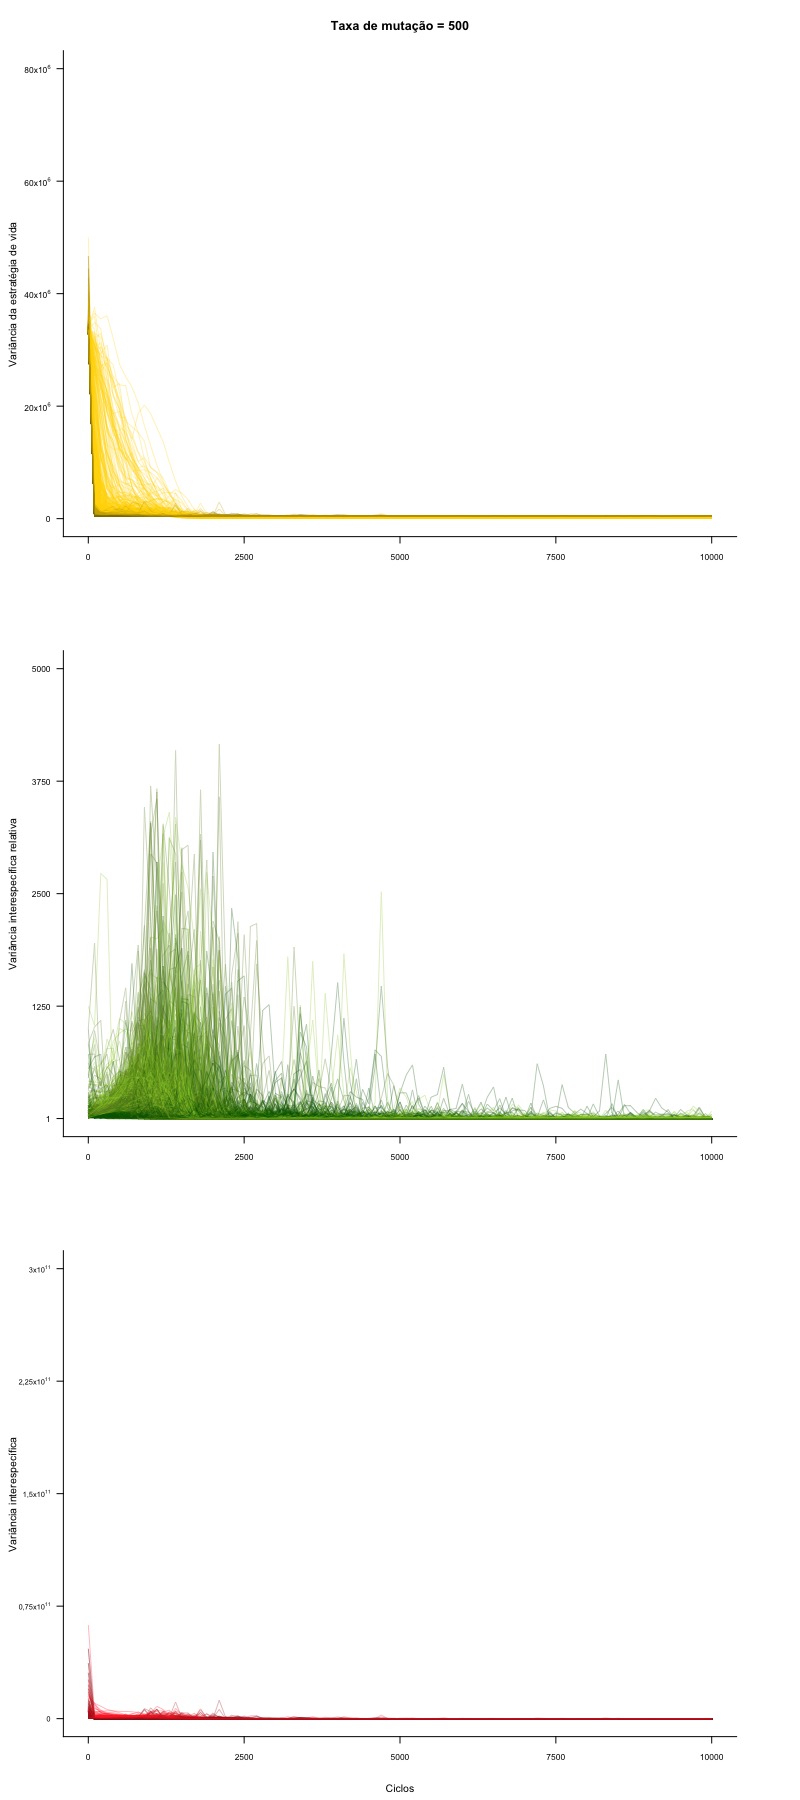 Taxa de mutação = 500
Variância da estratégia de vida
80x10⁶
60x10⁶
40x10⁶
20x10⁶
0
0 2500 5000 7500 10000
Variância interespecífica relativa
5000
3750
2500
1250
1
0 2500 5000 7500 10000
Variância interespecífica
3x10¹¹
2,25x10¹¹
1,5x10¹¹
0,75x10¹¹
0
0 2500 5000 7500 10000
Ciclos